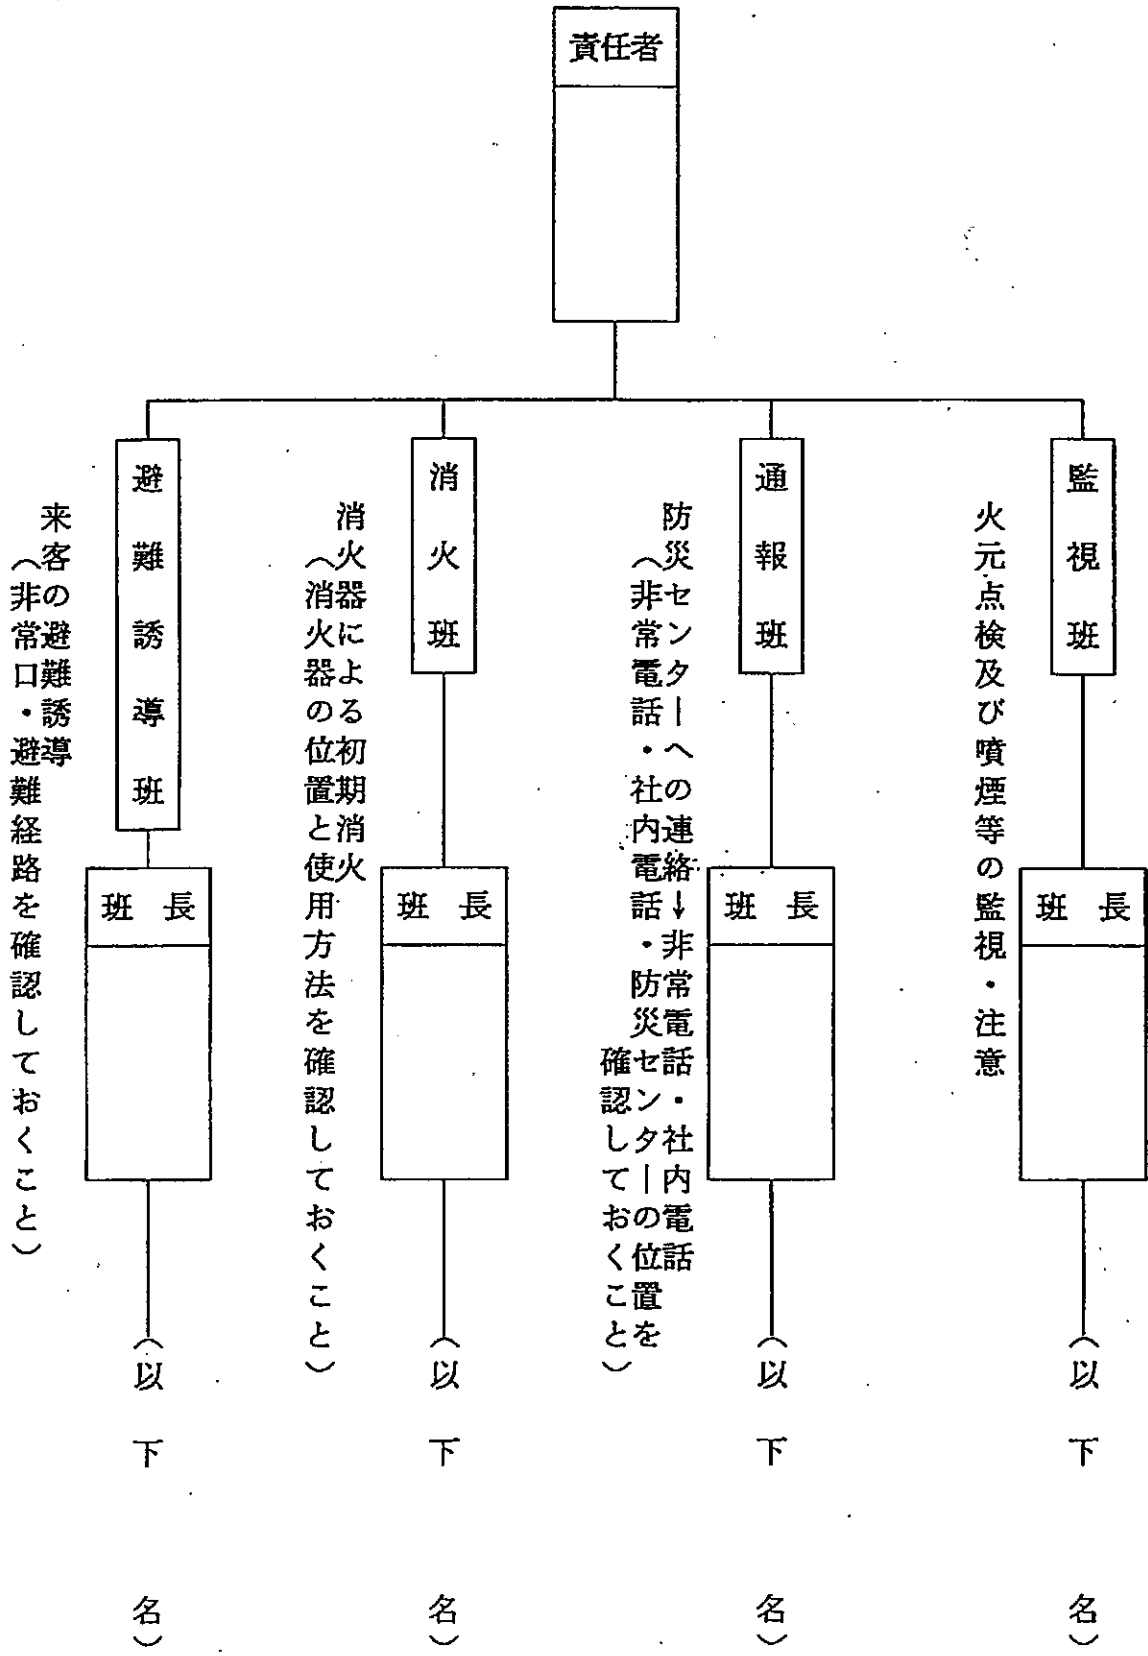 責任者
監視班
火元点検及び噴煙等の監視・注意
班長
（以下　名）
通報班
防災センターへの連絡→非常電話・社内電話
（非常電話・社内電話・防災センターの位置を
確認しておくこと）
班長
（以下　名）
消火班
消火器による初期消火
（消火器の位置と使用方法を確認しておくこと）
班長
（以下　名）
避難誘導班
来客の避難誘導
（非常口・避難経路を確認しておくこと）
班長
（以下　名）